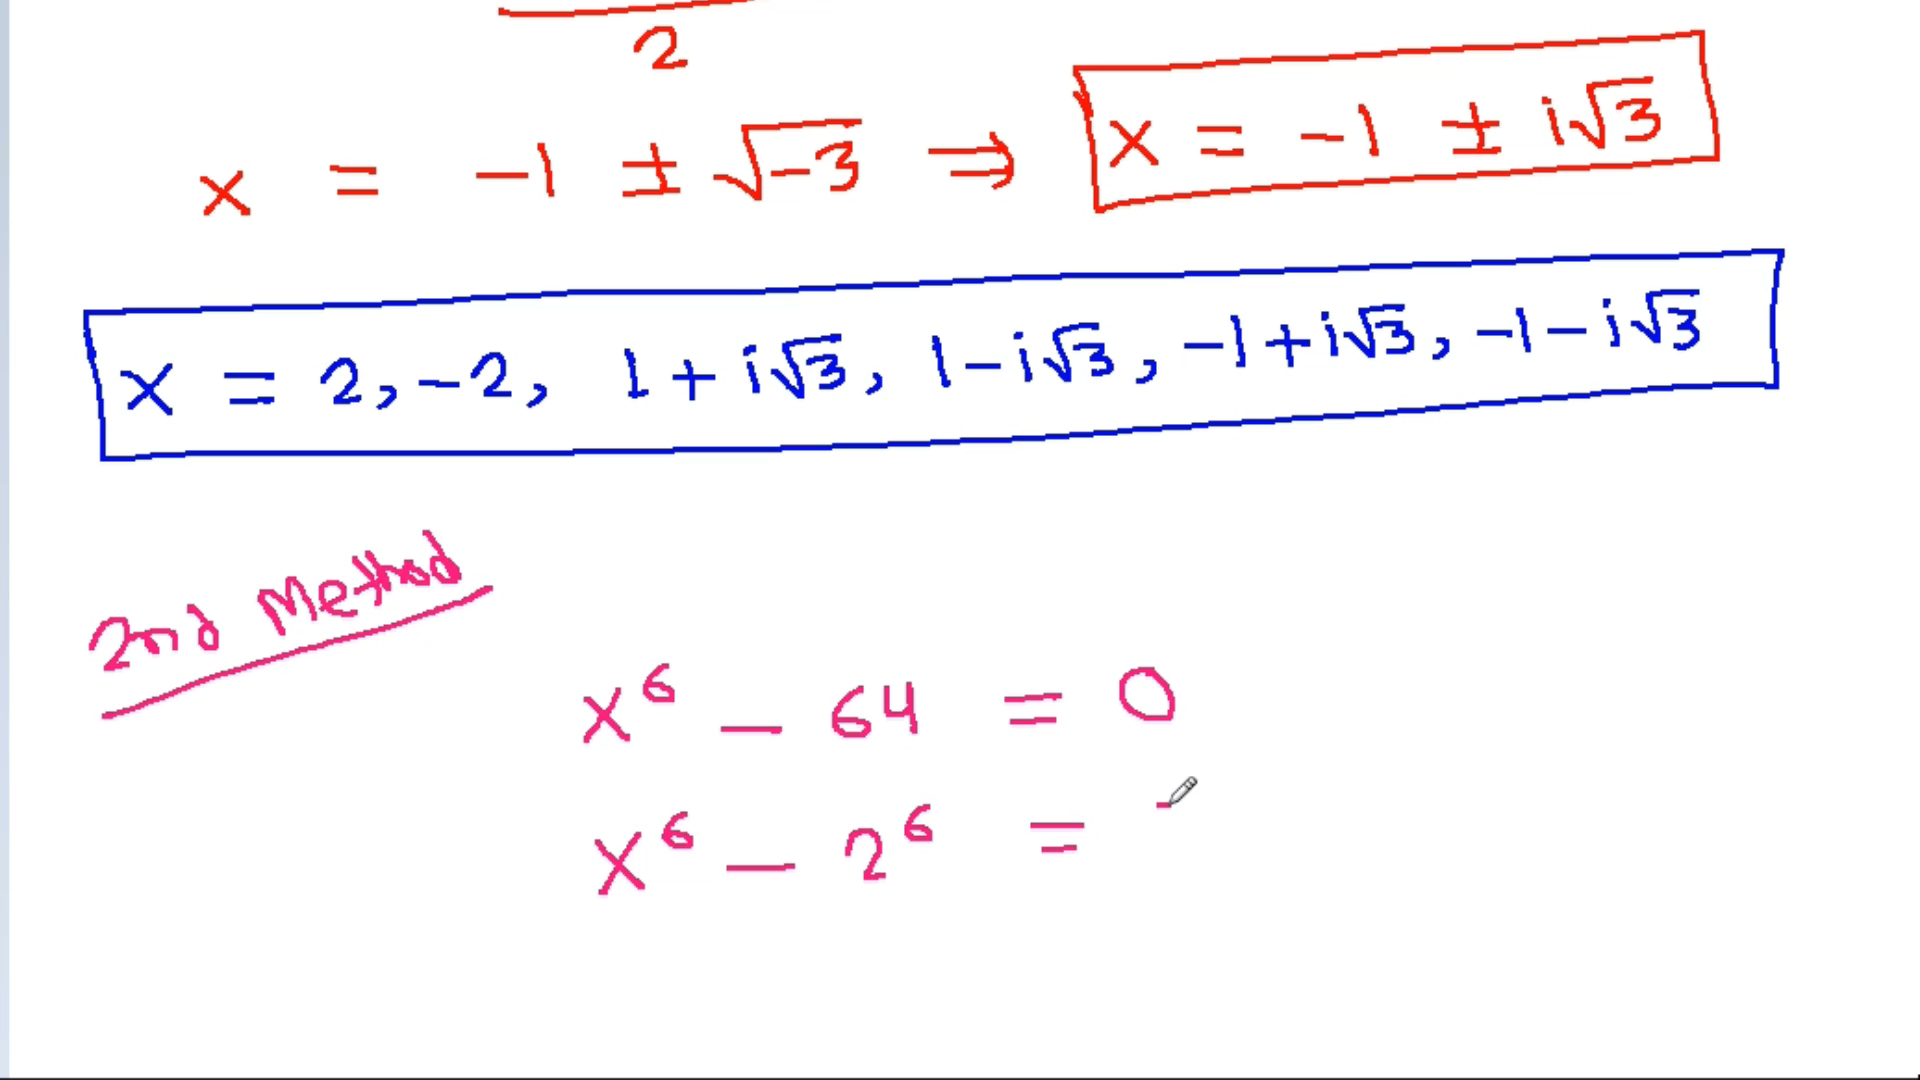 2
x = -1 ± √-3 ⇒ x = -1 ± i√3
x = 2, -2, 1 + i√3, 1 - i√3, -1 + i√3, -1 - i√3
2nd Method
x⁶ - 64 = 0
x⁶ - 2⁶ =